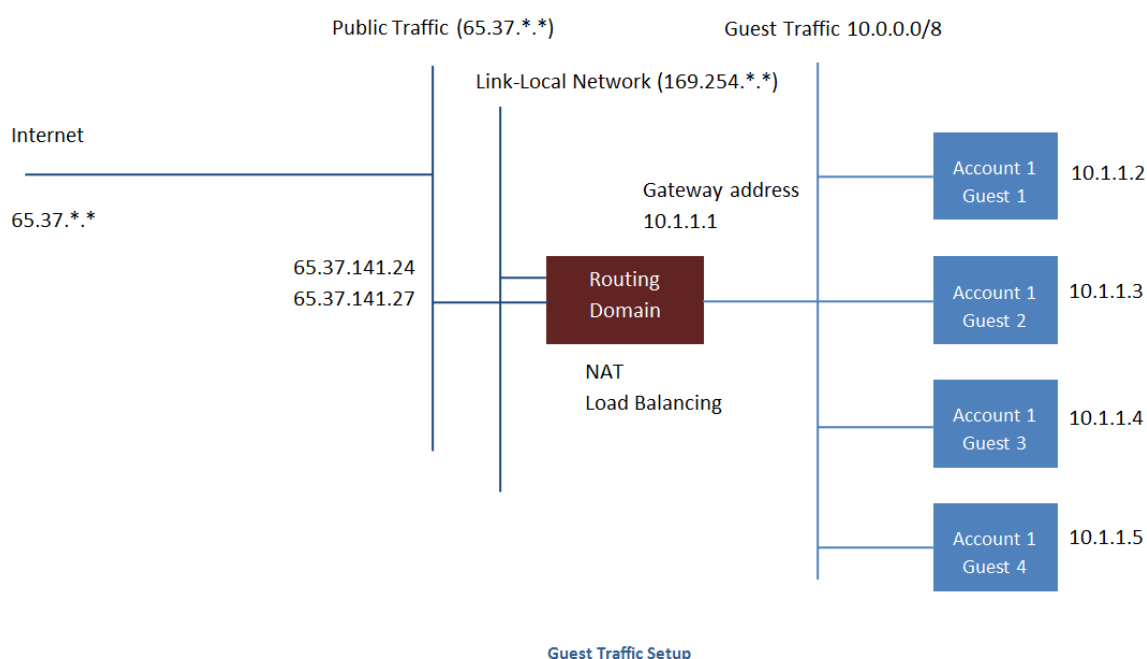 Public Traffic (65.37.*.*)
Guest Traffic 10.0.0.0/8
Link-Local Network (169.254.*.*)
Internet
65.37.*.*
Gateway address
10.1.1.1
65.37.141.24
65.37.141.27
Routing
Domain
NAT
Load Balancing
Account 1
Guest 1
10.1.1.2
Account 1
Guest 2
10.1.1.3
Account 1
Guest 3
10.1.1.4
Account 1
Guest 4
10.1.1.5
Guest Traffic Setup